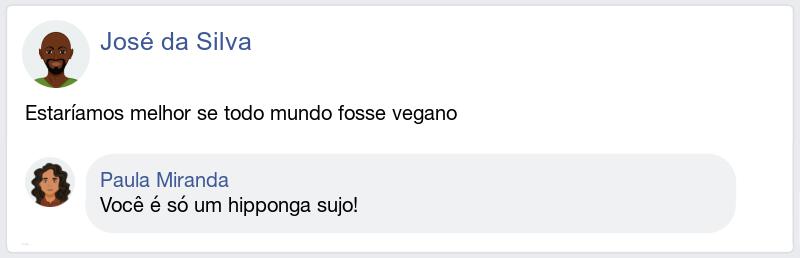 José da Silva
Estaríamos melhor se todo mundo fosse vegano
Paula Miranda
Você é só um hipponga sujo!